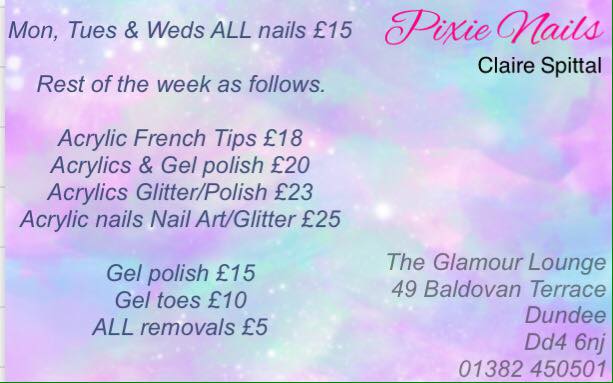 Mon, Tues & Weds ALL nails £15
Pixie Nails
Claire Spittal
Rest of the week as follows.
Acrylic French Tips £18
Acrylics & Gel polish £20
Acrylics Glitter/Polish £23
Acrylic nails Nail Art/Glitter £25
Gel polish £15
Gel toes £10
ALL removals £5
The Glamour Lounge
49 Baldovan Terrace
Dundee
Dd4 6nj
01382 450501